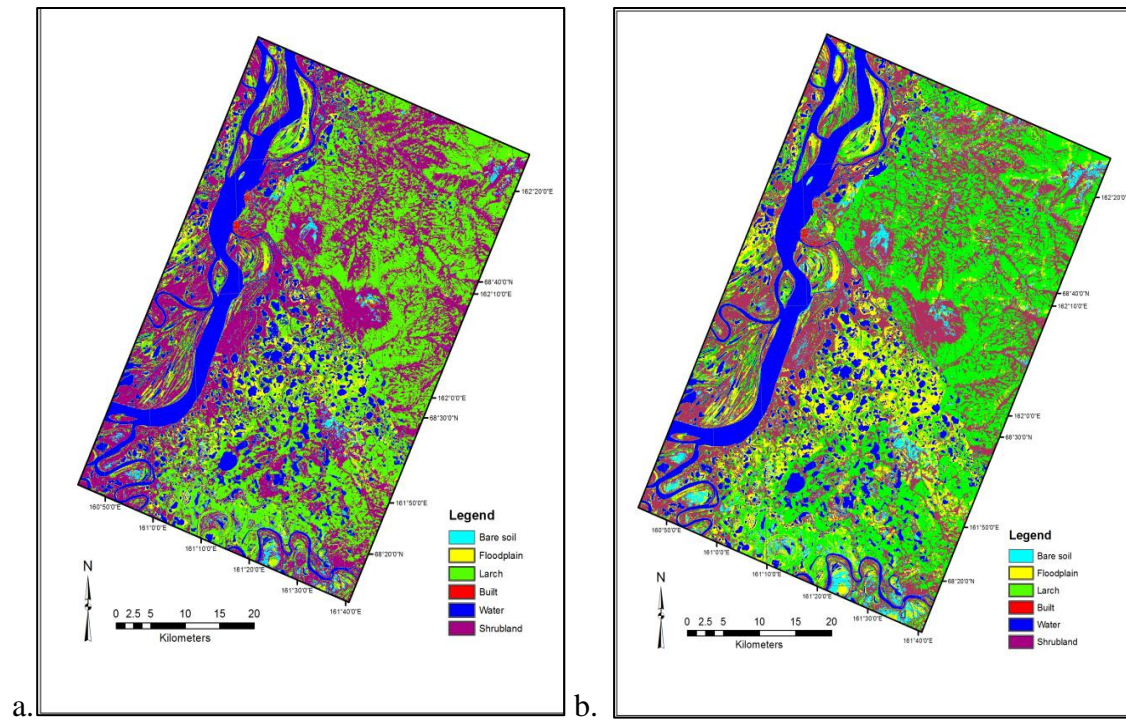 162°20'0"E
68°40'0"N
162°10'0"E
162°0'0"E
68°30'0"N
161°50'0"E
68°20'0"N
160°50'0"E
161°0'0"E
161°10'0"E
161°20'0"E
161°30'0"E
161°40'0"E
Legend
Bare soil
Floodplain
Larch
Built
Water
Shrubland
N
0 2.5 5 10 15 20
Kilometers
a.
162°20'0"E
68°40'0"N
162°10'0"E
162°0'0"E
68°30'0"N
161°50'0"E
68°20'0"N
160°50'0"E
161°0'0"E
161°10'0"E
161°20'0"E
161°30'0"E
161°40'0"E
Legend
Bare soil
Floodplain
Larch
Built
Water
Shrubland
N
0 2.5 5 10 15 20
Kilometers
b.